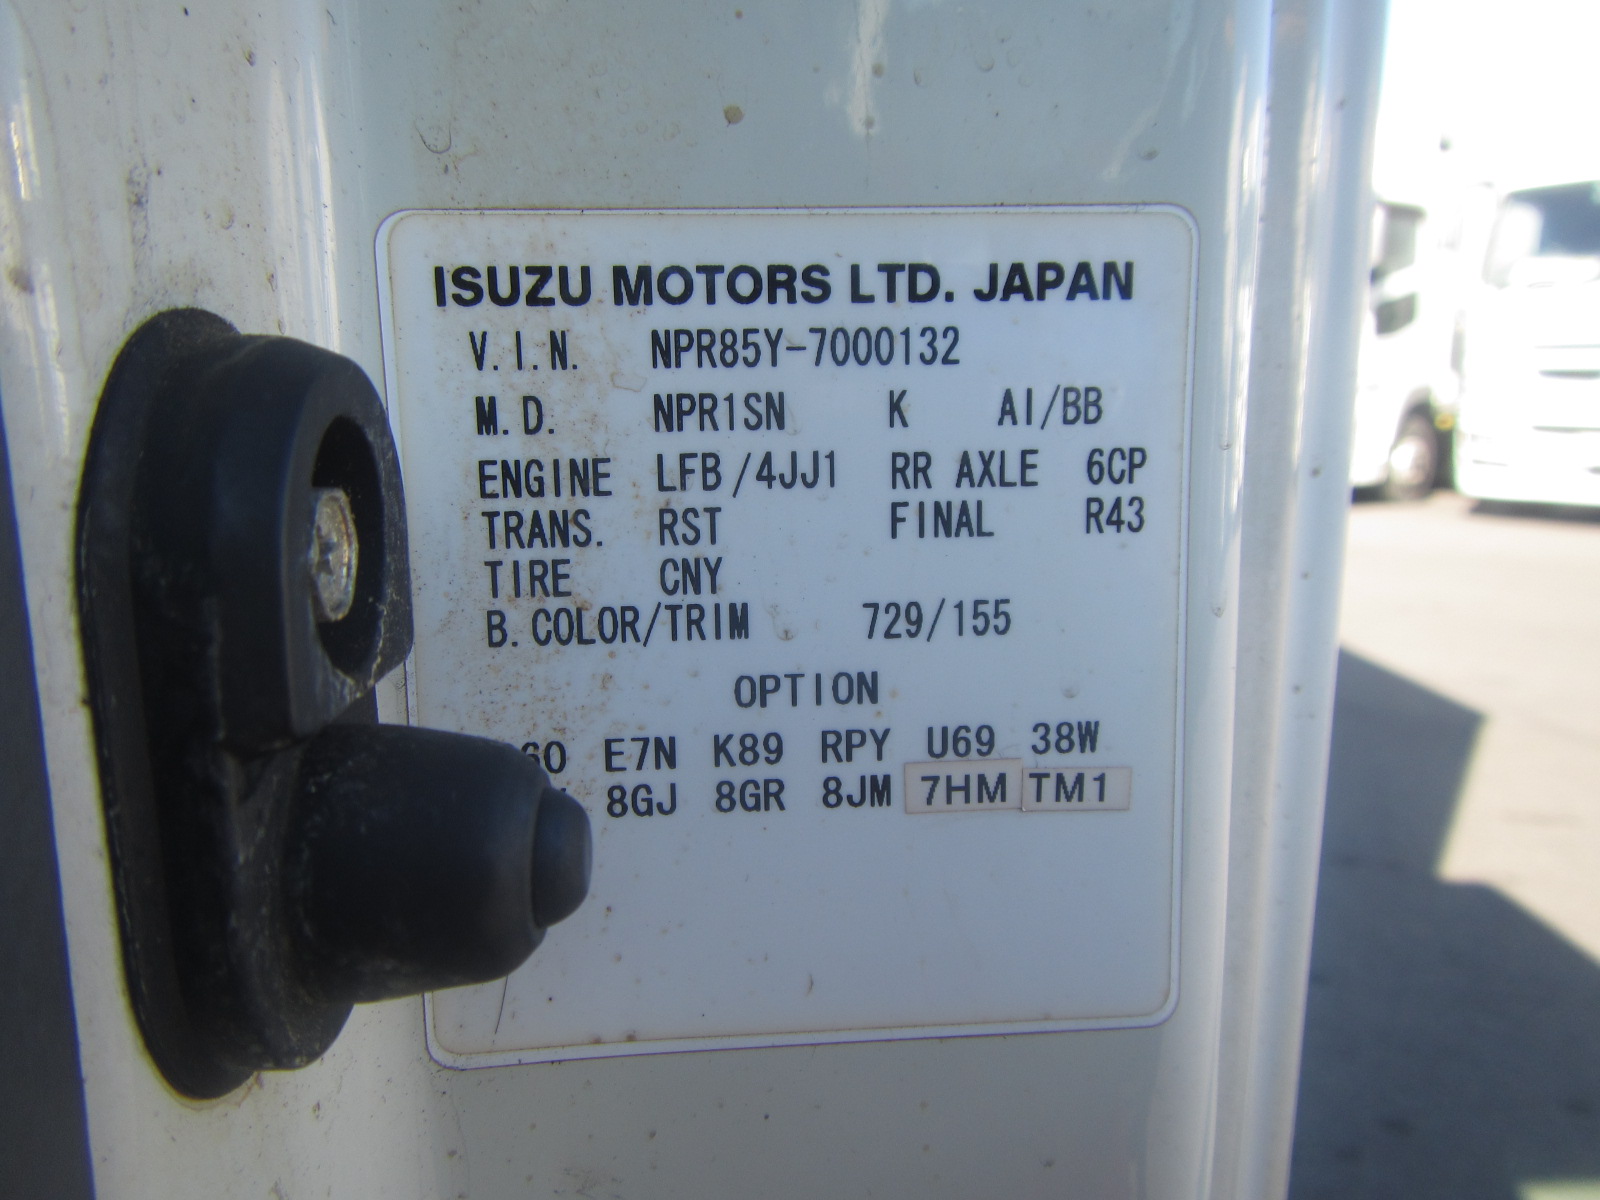 ISUZU MOTORS LTD. JAPAN
V.I.N. NPR85Y-7000132
M.D. NPR1SN K AI/BB
ENGINE LFB/4JJ1 RR AXLE 6CP
TRANS. RST FINAL R43
TIRE CNY
B.COLOR/TRIM 729/155
OPTION
E7N K89 RPY U69 38W
8GJ 8GR 8JM 7HM TM1